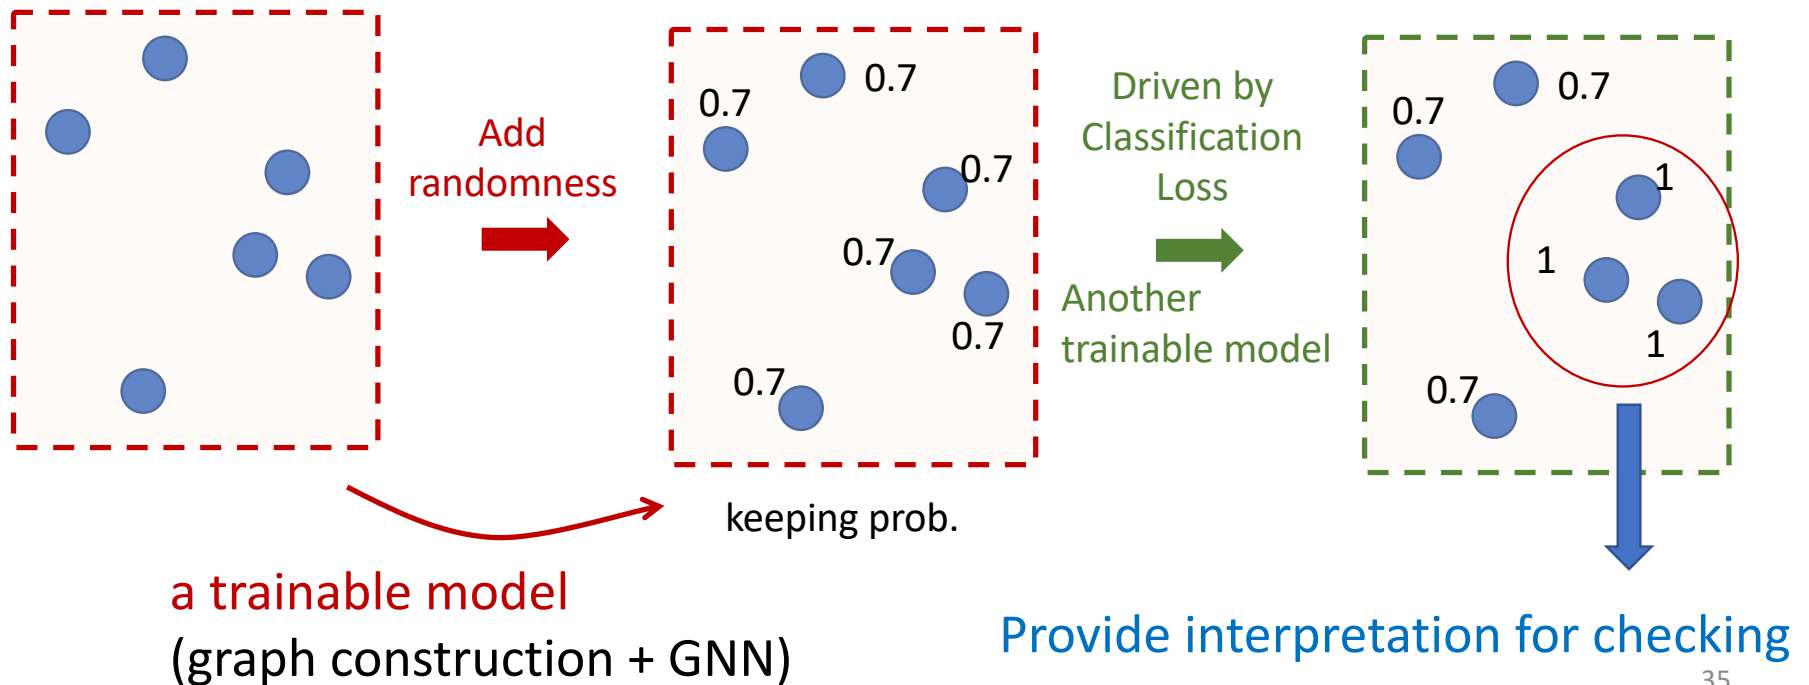 Add
randomness
0.7
0.7
0.7
0.7
0.7
0.7
keeping prob.
Driven by
Classification
Loss
Another
trainable model
0.7
0.7
1
1
1
0.7
a trainable model
(graph construction + GNN)
Provide interpretation for checking
35